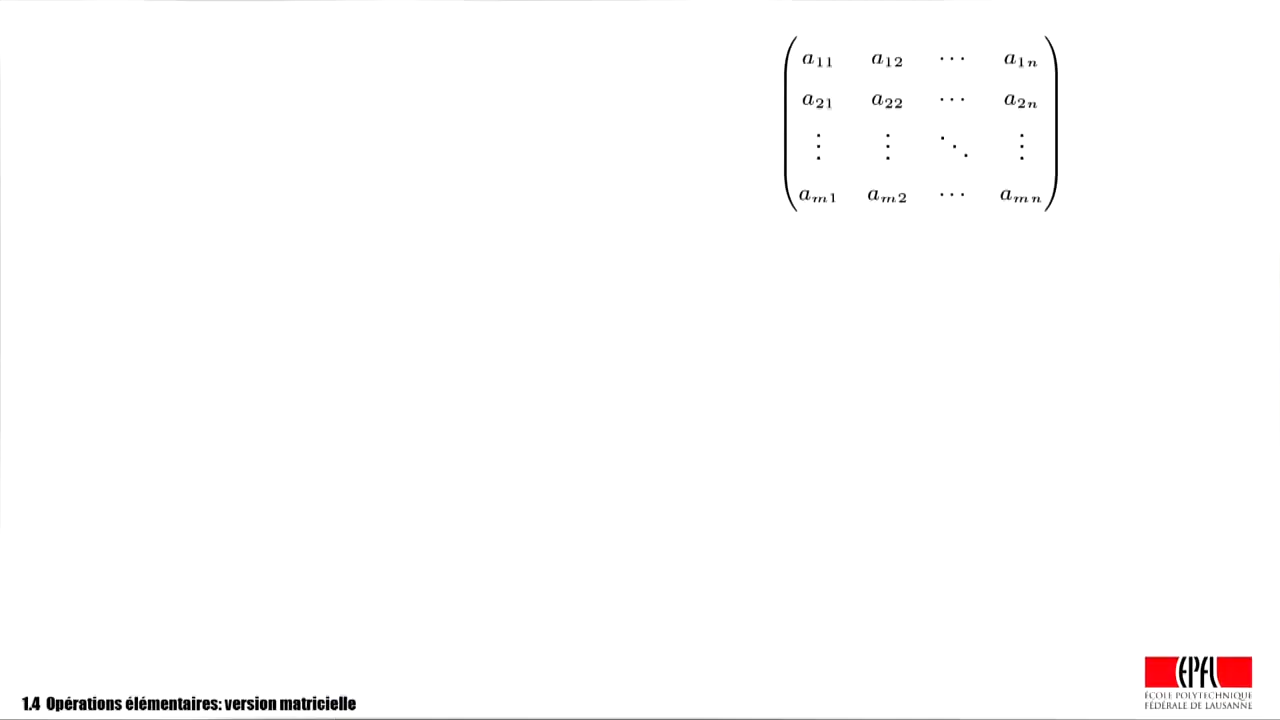 a11 a12 ⋯ a1n
a21 a22 ⋯ a2n
⋮ ⋮ ⋱ ⋮
am1 am2 ⋯ amn
EPFL
ÉCOLE POLYTECHNIQUE
FÉDÉRALE DE LAUSANNE
1.4 Opérations élémentaires: version matricielle